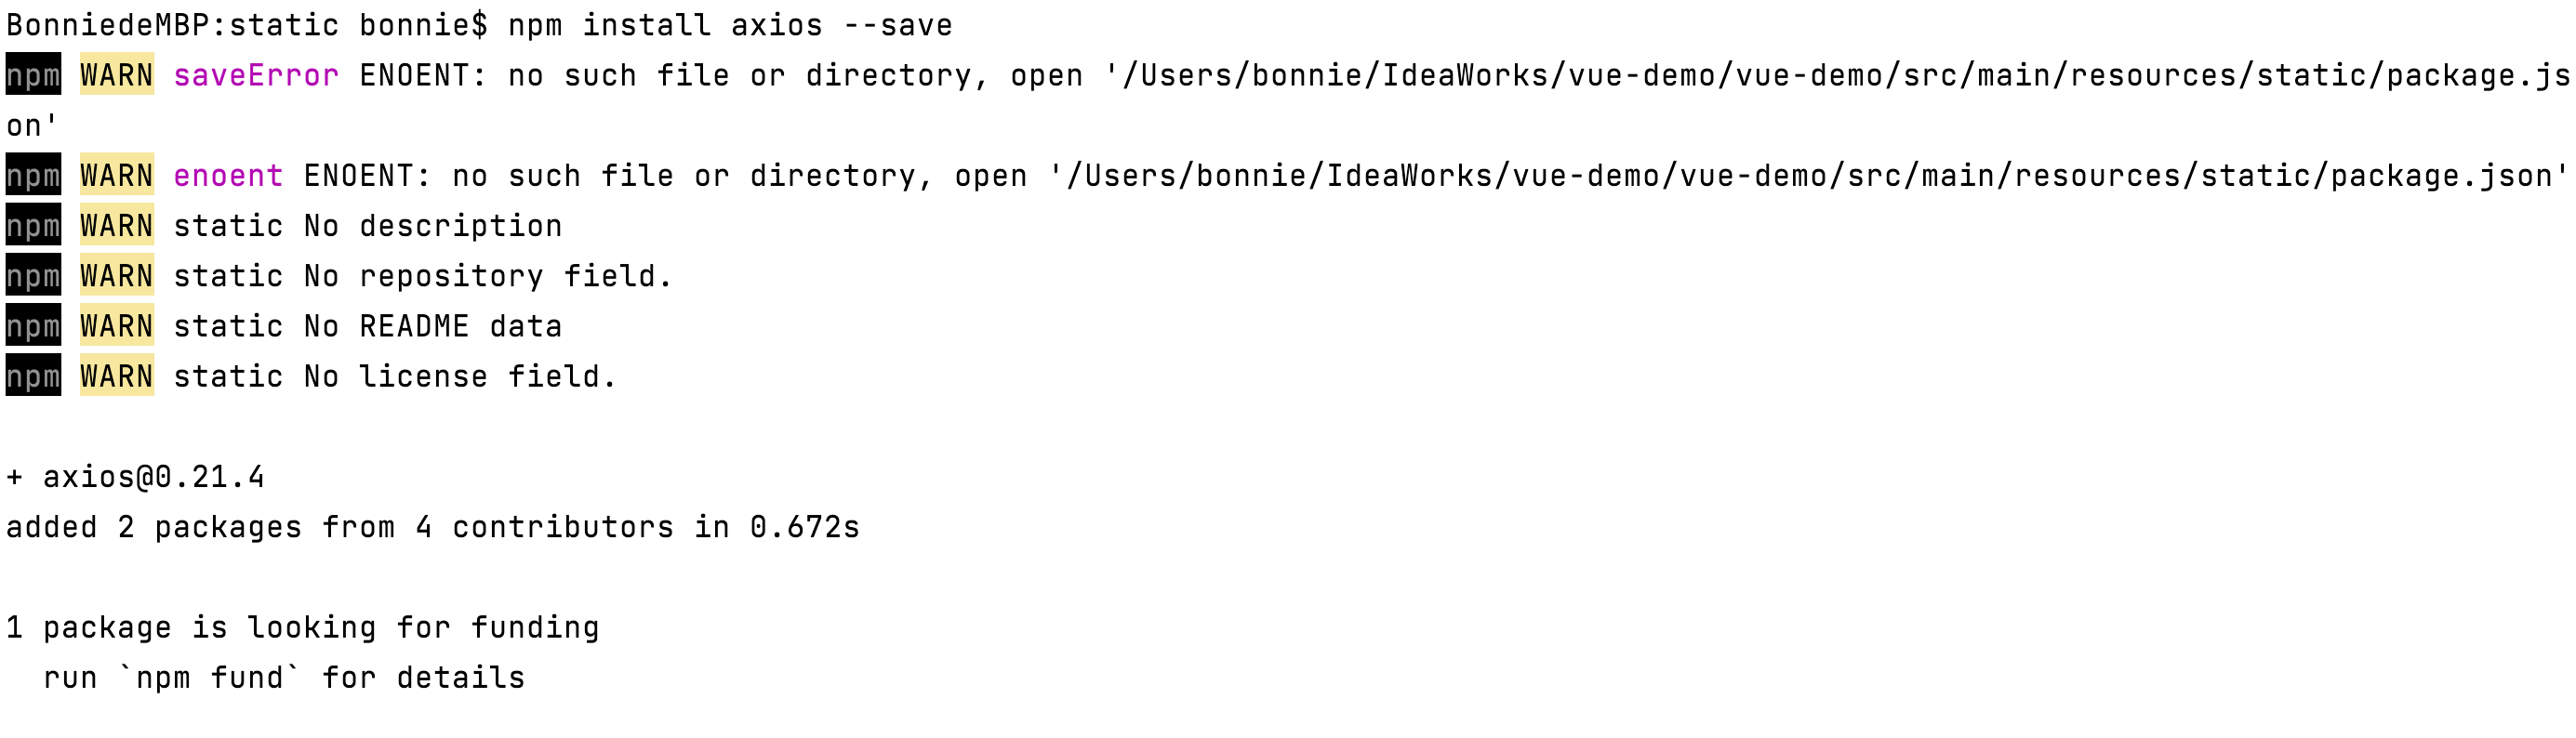 BonniedeMBP:static bonnie$ npm install axios --save
npm WARN saveError ENOENT: no such file or directory, open '/Users/bonnie/IdeaWorks/vue-demo/vue-demo/src/main/resources/static/package.js
on'
npm WARN enoent ENOENT: no such file or directory, open '/Users/bonnie/IdeaWorks/vue-demo/vue-demo/src/main/resources/static/package.json'
npm WARN static No description
npm WARN static No repository field.
npm WARN static No README data
npm WARN static No license field.

+ axios@0.21.4
added 2 packages from 4 contributors in 0.672s

1 package is looking for funding
  run `npm fund` for details